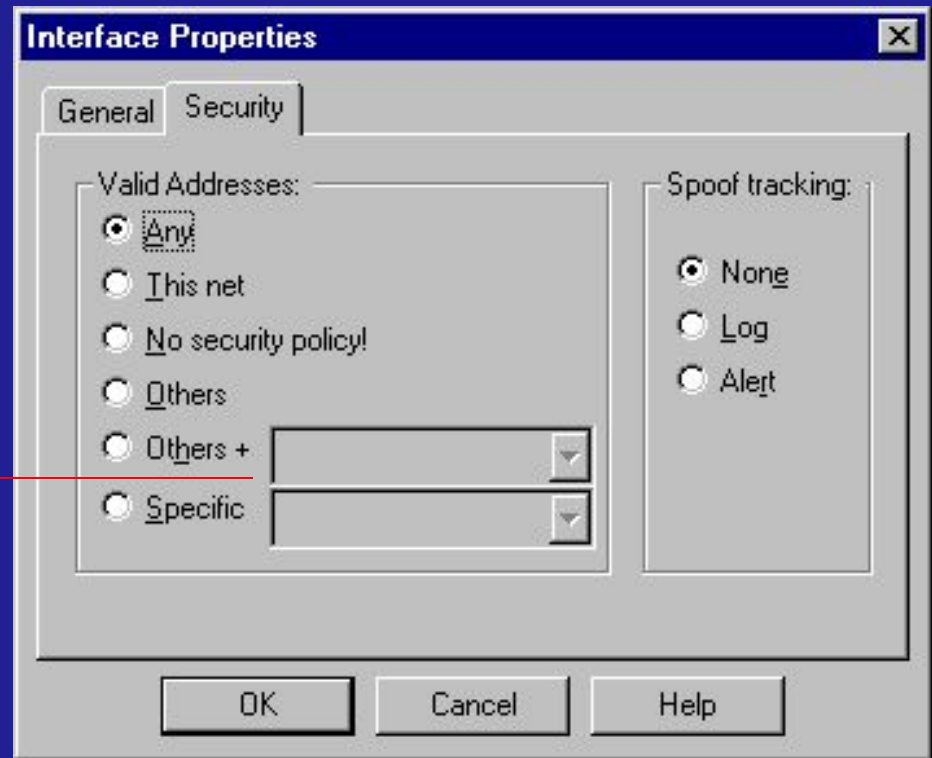 Interface Properties
General
Security
Valid Addresses:
Any
This net
No security policy!
Others
Others +
Specific
Spoof tracking:
None
Log
Alert
OK
Cancel
Help